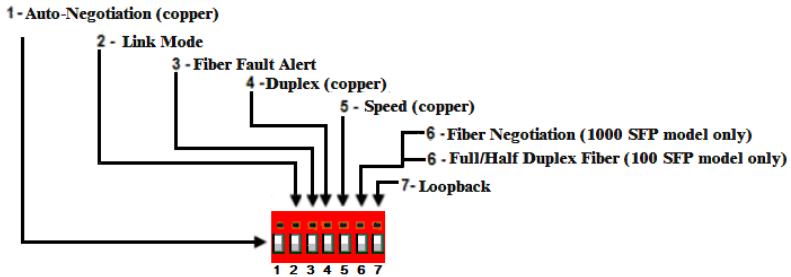 1- Auto-Negotiation (copper)
2 - Link Mode
3 - Fiber Fault Alert
4 -Duplex (copper)
5 - Speed (copper)
6 - Fiber Negotiation (1000 SFP model only)
6 - Full/Half Duplex Fiber (100 SFP model only)
7- Loopback
1 2 3 4 5 6 7